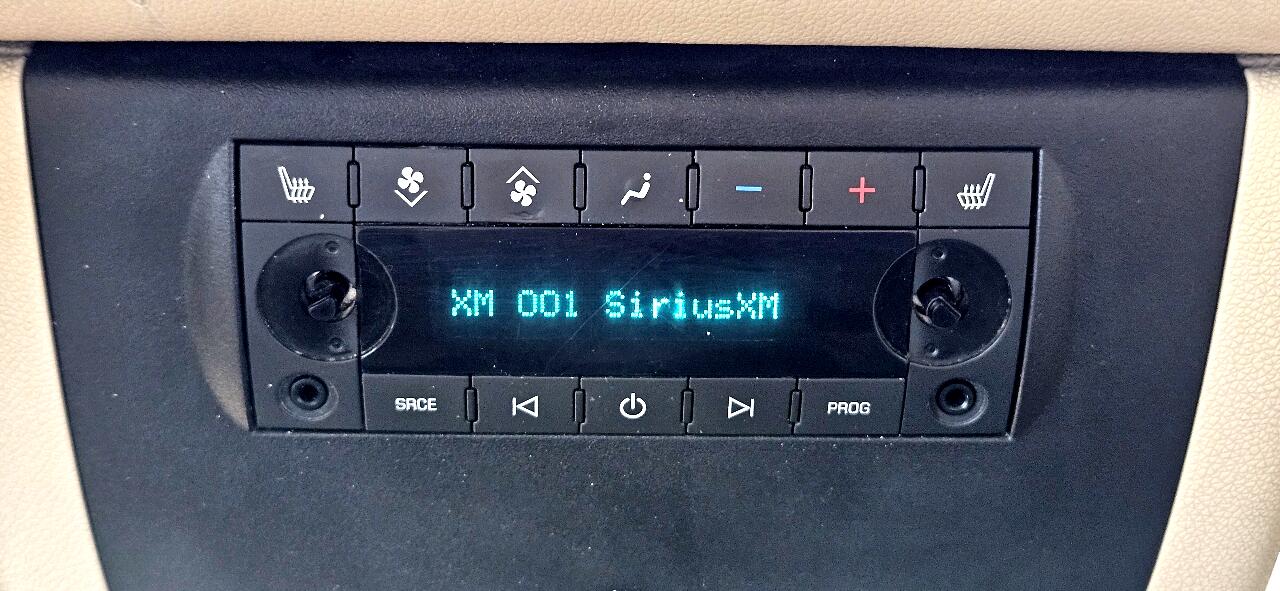 XM 001 SiriusXM
SRCE PROG